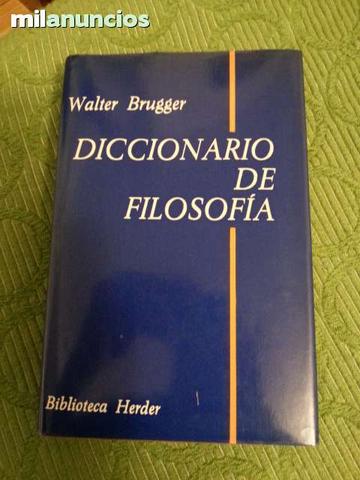 milanuncios
Walter Brugger
DICCIONARIO
DE
FILOSOFÍA
Biblioteca Herder